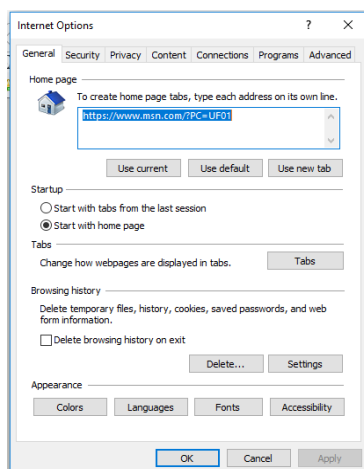 Internet Options
? X
General Security Privacy Content Connections Programs Advanced
Home page
To create home page tabs, type each address on its own line.
https://www.msn.com/?PC=UF01
Use current Use default Use new tab
Startup
Start with tabs from the last session
Start with home page
Tabs
Change how webpages are displayed in tabs. Tabs
Browsing history
Delete temporary files, history, cookies, saved passwords, and web
form information.
Delete browsing history on exit
Delete... Settings
Appearance
Colors Languages Fonts Accessibility
OK Cancel Apply